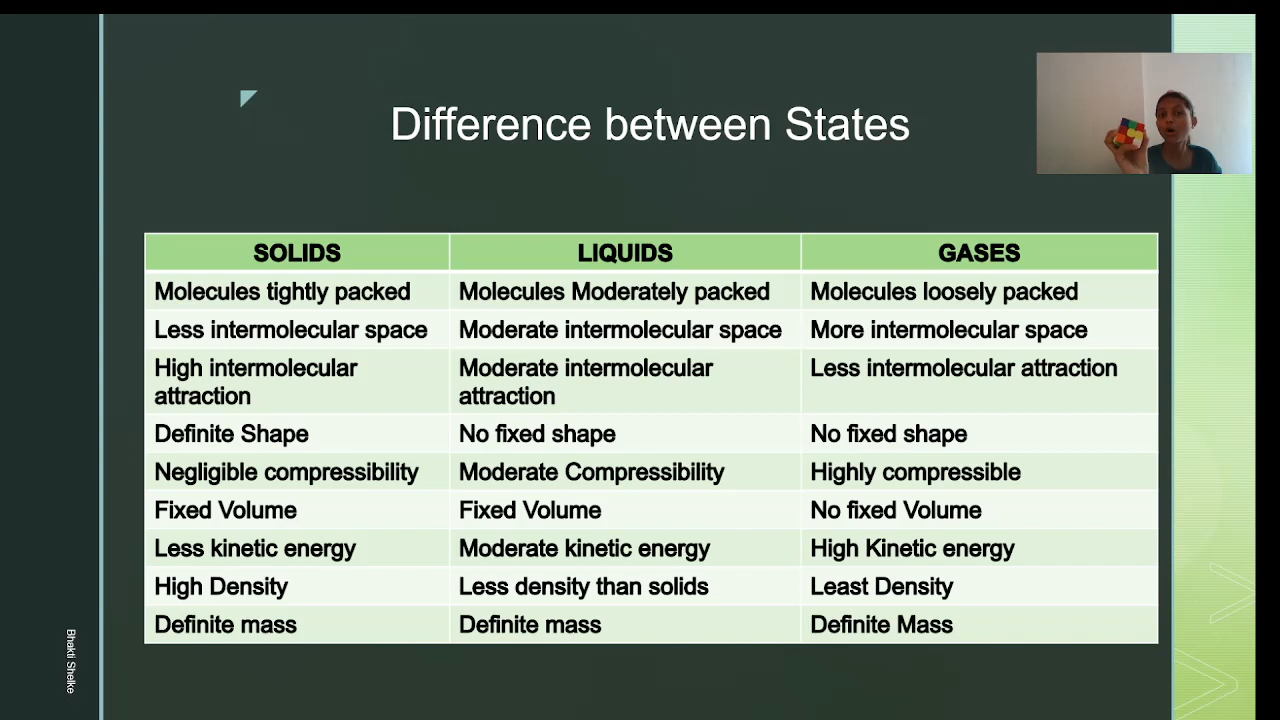 Difference between States
SOLIDS LIQUIDS GASES
Molecules tightly packed Molecules Moderately packed Molecules loosely packed
Less intermolecular space Moderate intermolecular space More intermolecular space
High intermolecular Moderate intermolecular Less intermolecular attraction
attraction attraction
Definite Shape No fixed shape No fixed shape
Negligible compressibility Moderate Compressibility Highly compressible
Fixed Volume Fixed Volume No fixed Volume
Less kinetic energy Moderate kinetic energy High Kinetic energy
High Density Less density than solids Least Density
Definite mass Definite mass Definite Mass
Bhakti Shelke